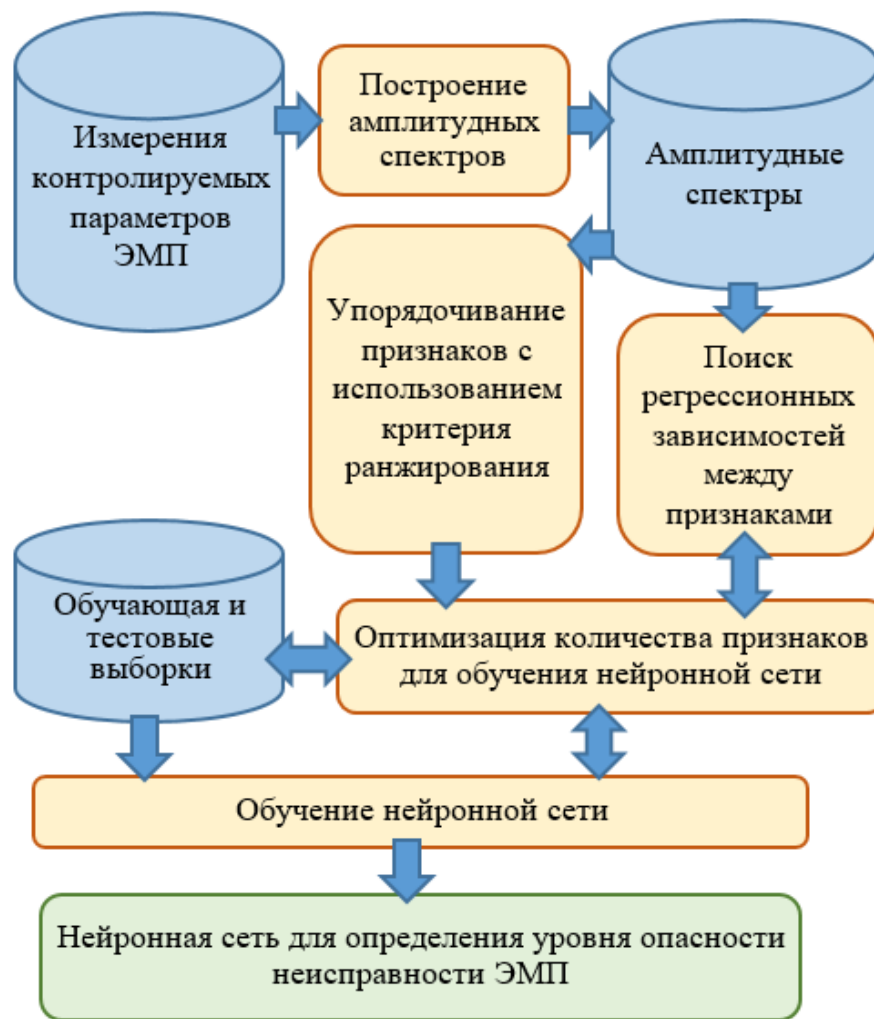 Измерения
контролируемых
параметров
ЭМП
Построение
амплитудных
спектров
Амплитудные
спектры
Упорядочивание
признаков с
использованием
критерия
ранжирования
Поиск
регрессионных
зависимостей
между
признаками
Обучающая и
тестовые
выборки
Оптимизация количества признаков
для обучения нейронной сети
Обучение нейронной сети
Нейронная сеть для определения уровня опасности
неисправности ЭМП